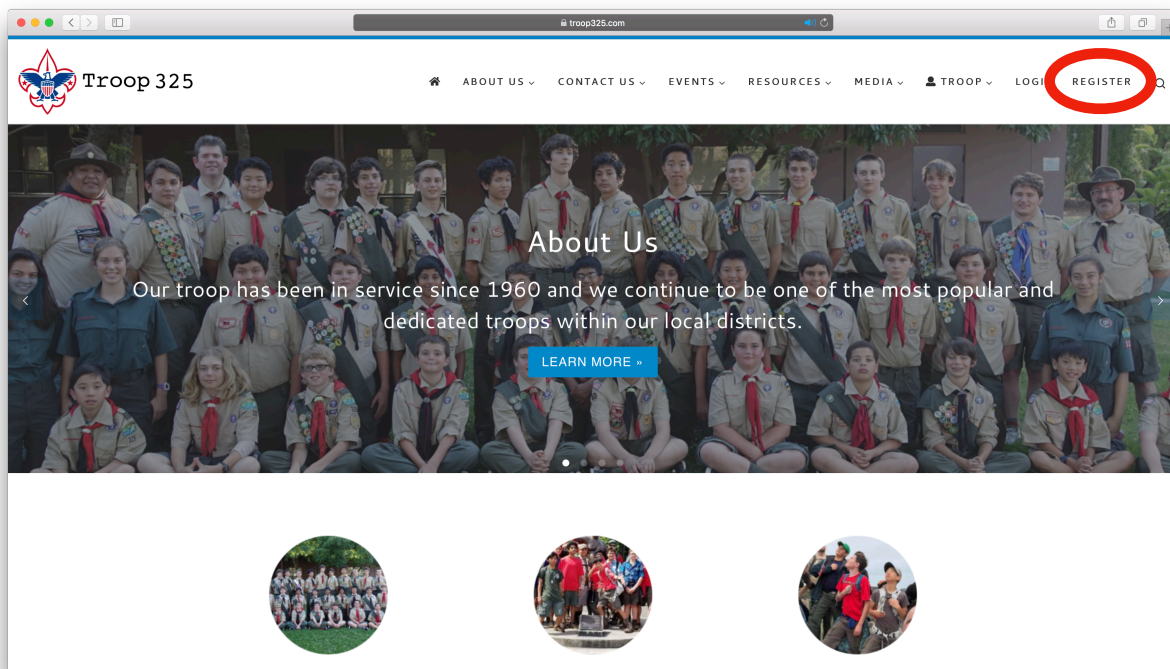 troop325.com
Troop 325
ABOUT US
CONTACT US
EVENTS
RESOURCES
MEDIA
TROOP
LOGI
REGISTER
About Us
Our troop has been in service since 1960 and we continue to be one of the most popular and
dedicated troops within our local districts.
LEARN MORE »